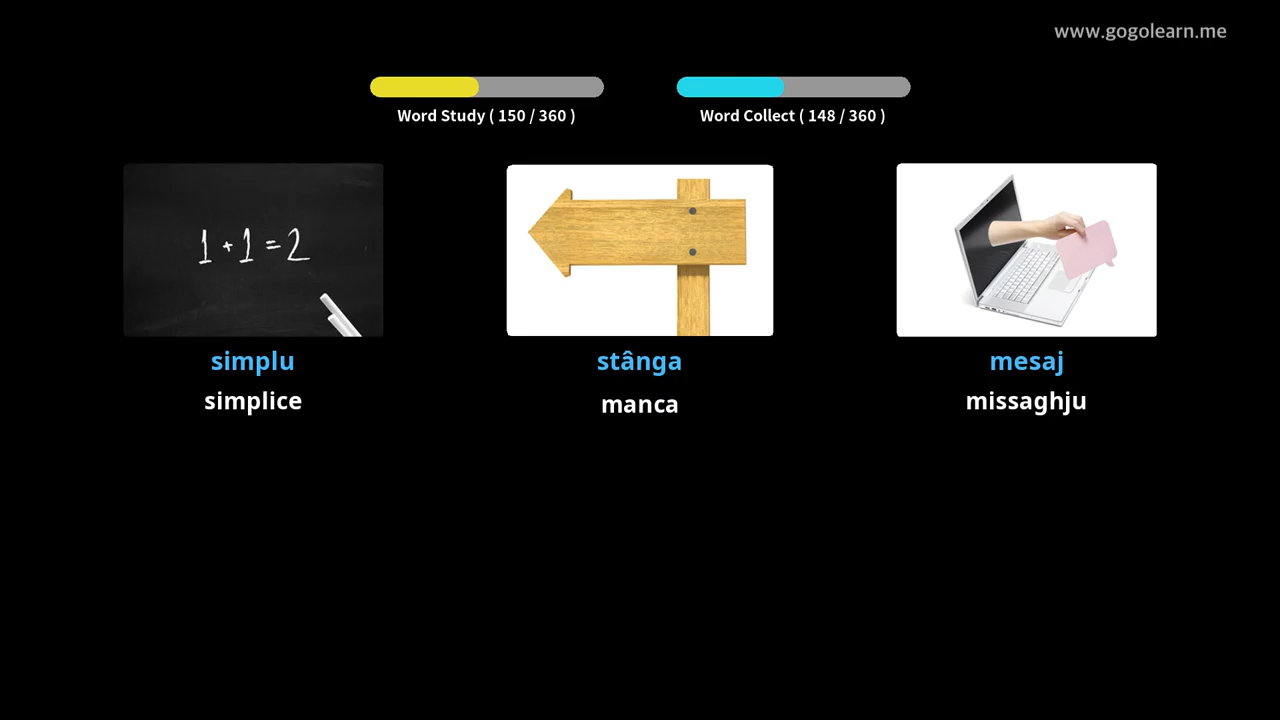 www.gogolearn.me
Word Study ( 150 / 360 )
Word Collect ( 148 / 360 )
1 + 1 = 2
simplu
stânga
mesaj
simplice
manca
missaghju